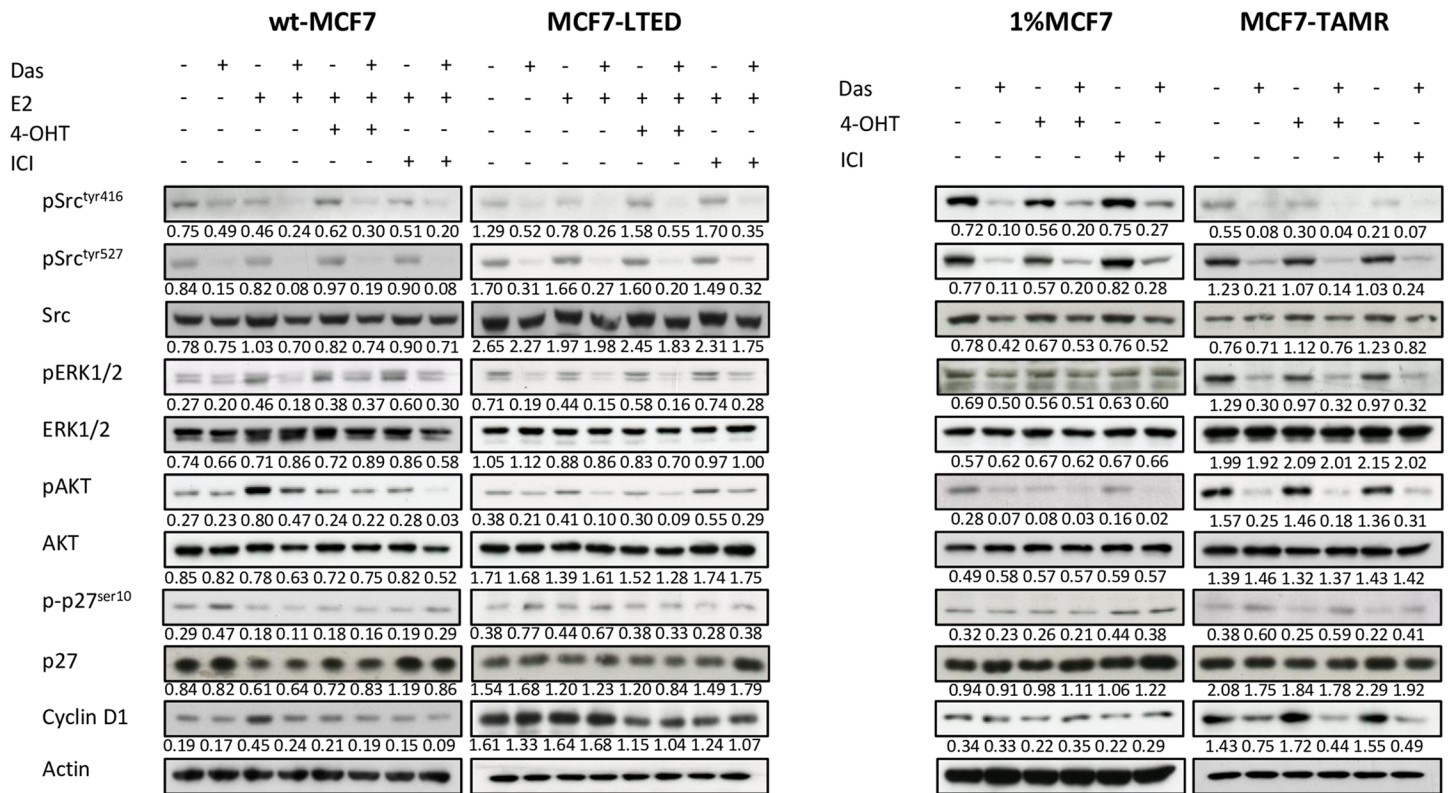 wt-MCF7 MCF7-LTED 1%MCF7 MCF7-TAMR
Das - + - + - + - + - + - + - + - +
E2 - - + + + + + + - - + + + + + +
4-OHT - - - - + + - - - - - - + + - -
ICI - - - - - - + + - - - - - - + +
Das - + - + - + - + - + - +
4-OHT - - + + - - - - + + - -
ICI - - - - + + - - - - + +
pSrctyr416
0.75 0.49 0.46 0.24 0.62 0.30 0.51 0.20 1.29 0.52 0.78 0.26 1.58 0.55 1.70 0.35 0.72 0.10 0.56 0.20 0.75 0.27 0.55 0.08 0.30 0.04 0.21 0.07
pSrctyr527
0.84 0.15 0.82 0.08 0.97 0.19 0.90 0.08 1.70 0.31 1.66 0.27 1.60 0.20 1.49 0.32 0.77 0.11 0.57 0.20 0.82 0.28 1.23 0.21 1.07 0.14 1.03 0.24
Src
0.78 0.75 1.03 0.70 0.82 0.74 0.90 0.71 2.65 2.27 1.97 1.98 2.45 1.83 2.31 1.75 0.78 0.42 0.67 0.53 0.76 0.52 0.76 0.71 1.12 0.76 1.23 0.82
pERK1/2
0.27 0.20 0.46 0.18 0.38 0.37 0.60 0.30 0.71 0.19 0.44 0.15 0.58 0.16 0.74 0.28 0.69 0.50 0.56 0.51 0.63 0.60 1.29 0.30 0.97 0.32 0.97 0.32
ERK1/2
0.74 0.66 0.71 0.86 0.72 0.89 0.86 0.58 1.05 1.12 0.88 0.86 0.83 0.70 0.97 1.00 0.57 0.62 0.67 0.62 0.67 0.66 1.99 1.92 2.09 2.01 2.15 2.02
pAKT
0.27 0.23 0.80 0.47 0.24 0.22 0.28 0.03 0.38 0.21 0.41 0.10 0.30 0.09 0.55 0.29 0.28 0.07 0.08 0.03 0.16 0.02 1.57 0.25 1.46 0.18 1.36 0.31
AKT
0.85 0.82 0.78 0.63 0.72 0.75 0.82 0.52 1.71 1.68 1.39 1.61 1.52 1.28 1.74 1.75 0.49 0.58 0.57 0.57 0.59 0.57 1.39 1.46 1.32 1.37 1.43 1.42
p-p27ser10
0.29 0.47 0.18 0.11 0.18 0.16 0.19 0.29 0.38 0.77 0.44 0.67 0.38 0.33 0.28 0.38 0.32 0.23 0.26 0.21 0.44 0.38 0.38 0.60 0.25 0.59 0.22 0.41
p27
0.84 0.82 0.61 0.64 0.72 0.83 1.19 0.86 1.54 1.68 1.20 1.23 1.20 0.84 1.49 1.79 0.94 0.91 0.98 1.11 1.06 1.22 2.08 1.75 1.84 1.78 2.29 1.92
Cyclin D1
0.19 0.17 0.45 0.24 0.21 0.19 0.15 0.09 1.61 1.33 1.64 1.68 1.15 1.04 1.24 1.07 0.34 0.33 0.22 0.35 0.22 0.29 1.43 0.75 1.72 0.44 1.55 0.49
Actin